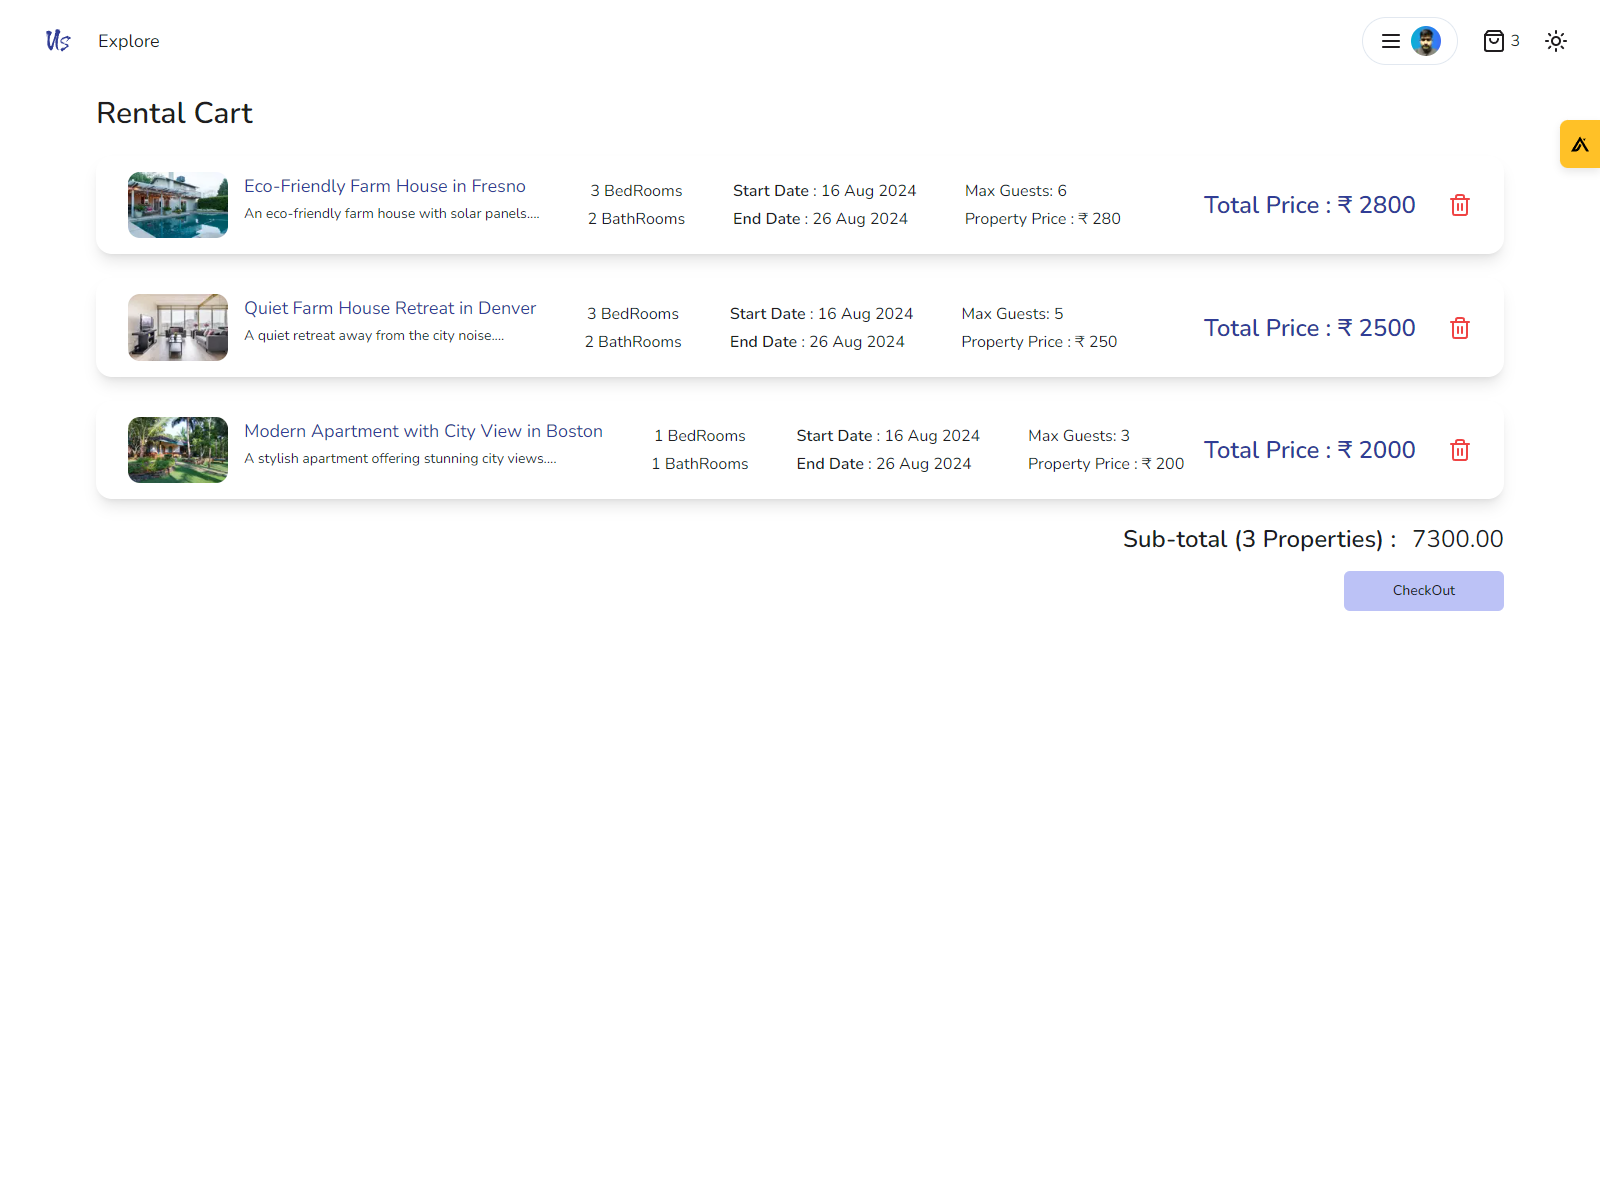 Us Explore 3
Rental Cart
Eco-Friendly Farm House in Fresno
An eco-friendly farm house with solar panels....
3 BedRooms
2 BathRooms
Start Date : 16 Aug 2024
End Date : 26 Aug 2024
Max Guests: 6
Property Price : ₹ 280
Total Price : ₹ 2800
Quiet Farm House Retreat in Denver
A quiet retreat away from the city noise....
3 BedRooms
2 BathRooms
Start Date : 16 Aug 2024
End Date : 26 Aug 2024
Max Guests: 5
Property Price : ₹ 250
Total Price : ₹ 2500
Modern Apartment with City View in Boston
A stylish apartment offering stunning city views....
1 BedRooms
1 BathRooms
Start Date : 16 Aug 2024
End Date : 26 Aug 2024
Max Guests: 3
Property Price : ₹ 200
Total Price : ₹ 2000
Sub-total (3 Properties) : 7300.00
CheckOut